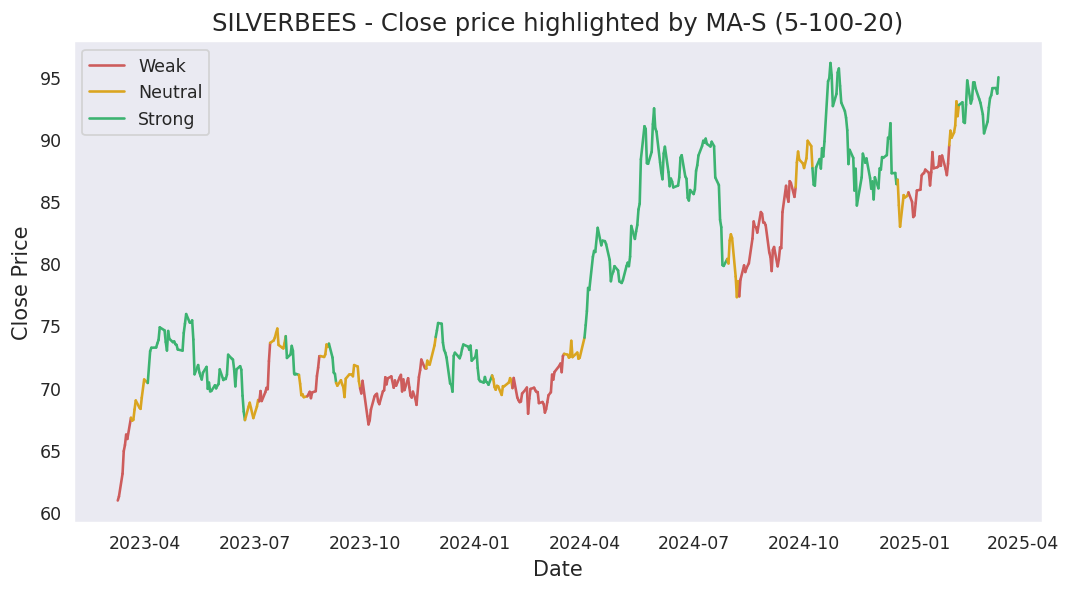 SILVERBEES - Close price highlighted by MA-S (5-100-20)
Weak
Neutral
Strong
Close Price
95
90
85
80
75
70
65
60
2023-04 2023-07 2023-10 2024-01 2024-04 2024-07 2024-10 2025-01 2025-04
Date